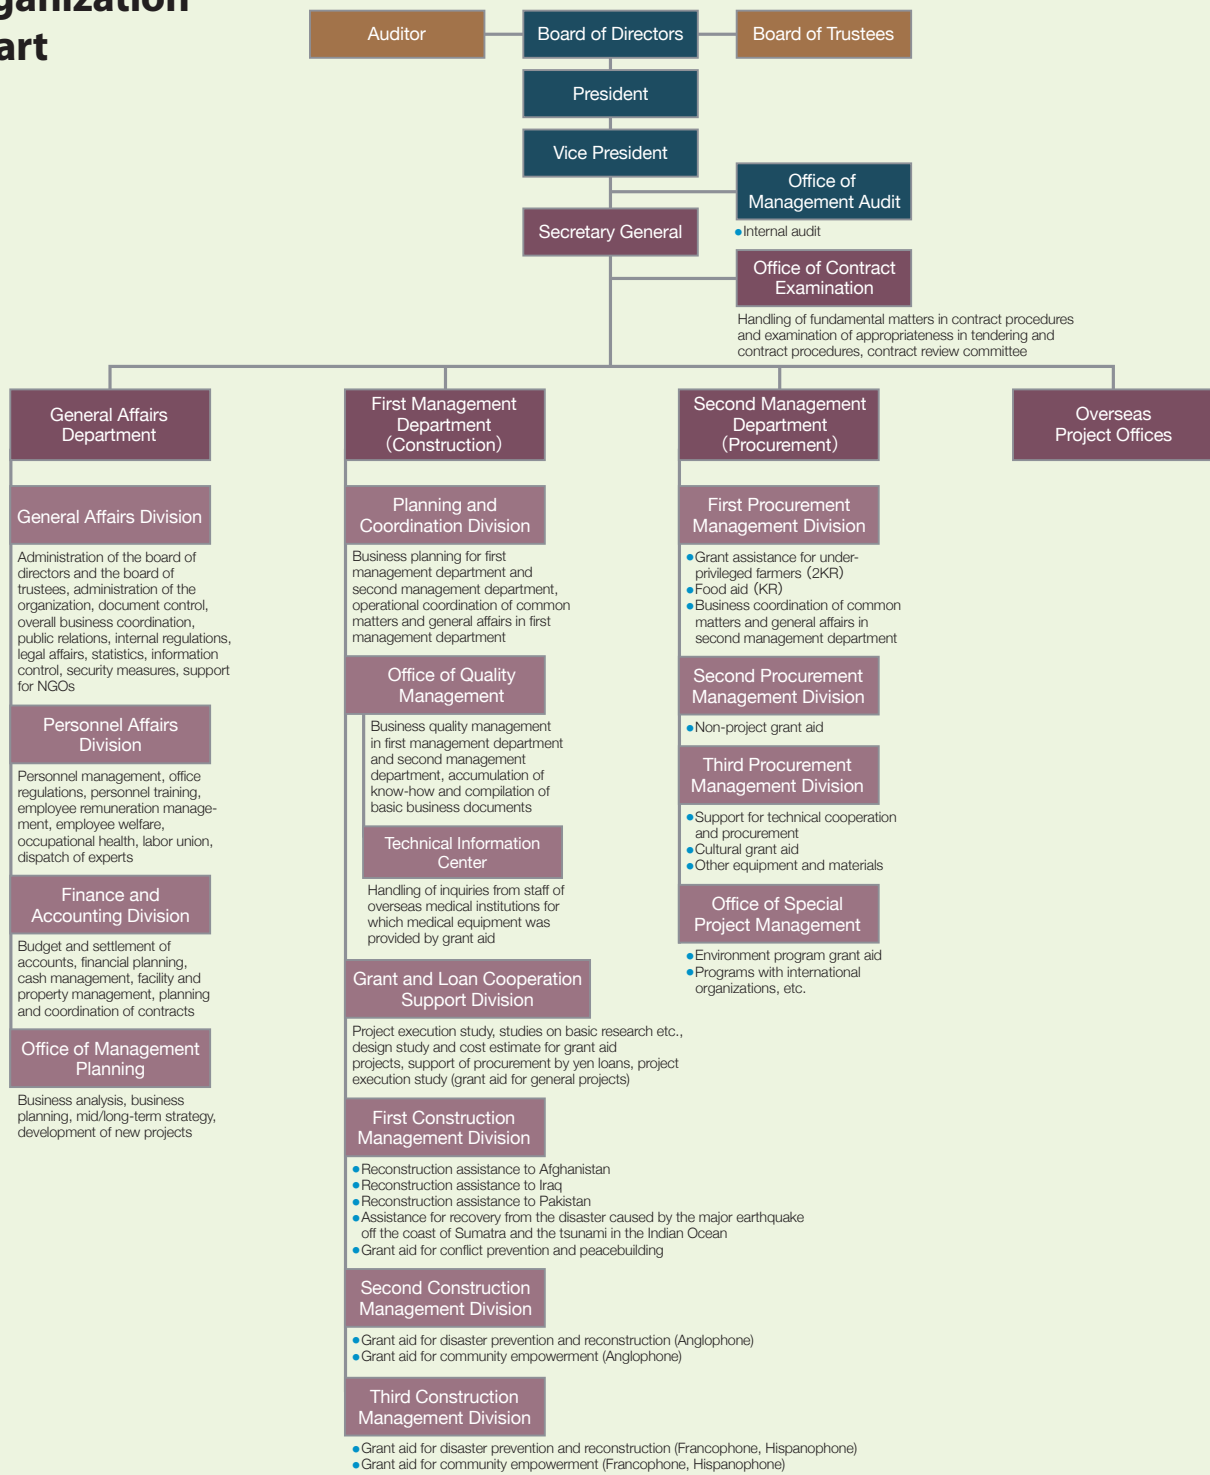 ganization
art
Auditor
Board of Directors
Board of Trustees
President
Vice President
Office of
Management Audit
●Internal audit
Secretary General
Office of Contract
Examination
Handling of fundamental matters in contract procedures
and examination of appropriateness in tendering and
contract procedures, contract review committee
General Affairs
Department
General Affairs Division
Administration of the board of
directors and the board of
trustees, administration of the
organization, document control,
overall business coordination,
public relations, internal regulations,
legal affairs, statistics, information
control, security measures, support
for NGOs
Personnel Affairs
Division
Personnel management, office
regulations, personnel training,
employee remuneration manage-
ment, employee welfare,
occupational health, labor union,
dispatch of experts
Finance and
Accounting Division
Budget and settlement of
accounts, financial planning,
cash management, facility and
property management, planning
and coordination of contracts
Office of Management
Planning
Business analysis, business
planning, mid/long-term strategy,
development of new projects
First Management
Department
（Construction）
Planning and
Coordination Division
Business planning for first
management department and
second management department,
operational coordination of common
matters and general affairs in first
management department
Office of Quality
Management
Business quality management
in first management department
and second management
department, accumulation of
know-how and compilation of
basic business documents
Technical Information
Center
Handling of inquiries from staff of
overseas medical institutions for
which medical equipment was
provided by grant aid
Grant and Loan Cooperation
Support Division
Project execution study, studies on basic research etc.,
design study and cost estimate for grant aid
projects, support of procurement by yen loans, project
execution study (grant aid for general projects)
First Construction
Management Division
●Reconstruction assistance to Afghanistan
●Reconstruction assistance to Iraq
●Reconstruction assistance to Pakistan
●Assistance for recovery from the disaster caused by the major earthquake
off the coast of Sumatra and the tsunami in the Indian Ocean
●Grant aid for conflict prevention and peacebuilding
Second Construction
Management Division
●Grant aid for disaster prevention and reconstruction (Anglophone)
●Grant aid for community empowerment (Anglophone)
Third Construction
Management Division
●Grant aid for disaster prevention and reconstruction (Francophone, Hispanophone)
●Grant aid for community empowerment (Francophone, Hispanophone)
Second Management
Department
（Procurement）
First Procurement
Management Division
●Grant assistance for under-
privileged farmers（2KR）
●Food aid（KR）
●Business coordination of common
matters and general affairs in
second management department
Second Procurement
Management Division
●Non-project grant aid
Third Procurement
Management Division
●Support for technical cooperation
and procurement
●Cultural grant aid
●Other equipment and materials
Office of Special
Project Management
●Environment program grant aid
●Programs with international
organizations, etc.
Overseas
Project Offices